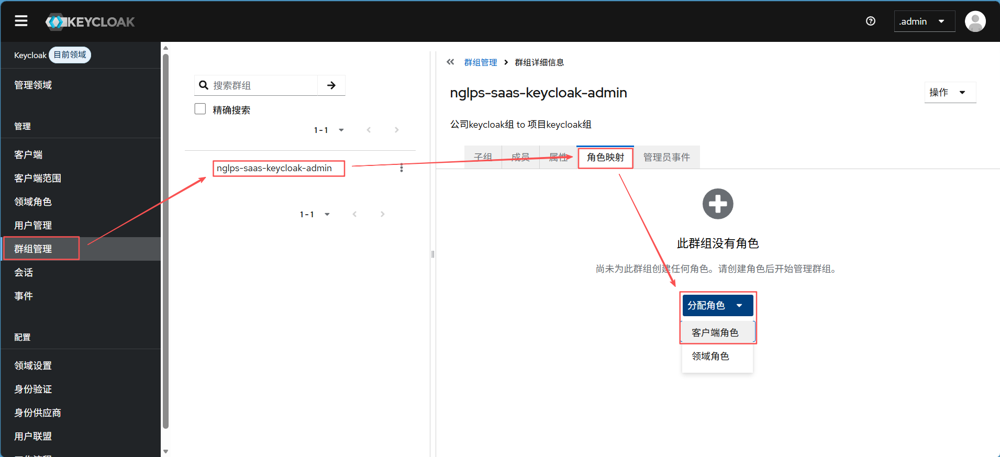 KEYCLOAK
.admin
Keycloak 目前领域
管理领域
管理
客户端
客户端范围
领域角色
用户管理
群组管理
会话
事件
配置
领域设置
身份验证
身份供应商
用户联盟
搜索群组
精确搜索
1 - 1
nglps-saas-keycloak-admin
1 - 1
群组管理 群组详细信息
nglps-saas-keycloak-admin
操作
公司keycloak组 to 项目keycloak组
子组 成员 属性 角色映射 管理员事件
此群组没有角色
尚未为此群组创建任何角色。请创建角色后开始管理群组。
分配角色
客户端角色
领域角色